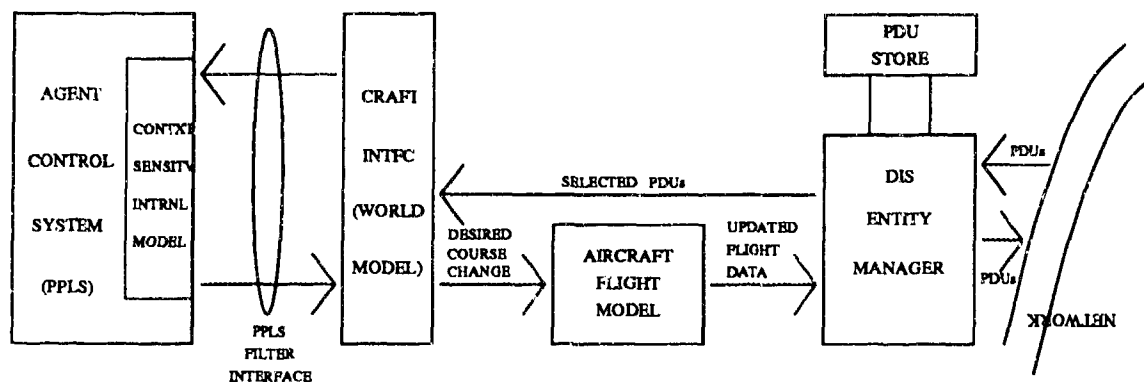 AGENT
CONTROL
SYSTEM
(PPLS)
CONTXT
SENSITV
INTRNL
MODEL
PPLS
FILTER
INTERFACE
CRAFI
INTFC
(WORLD
MODEL)
SELECTED PDUs
DESIRED
COURSE
CHANGE
AIRCRAFT
FLIGHT
MODEL
UPDATED
FLIGHT
DATA
PDU
STORE
DIS
ENTITY
MANAGER
PDUs
PDUs
NETWORK